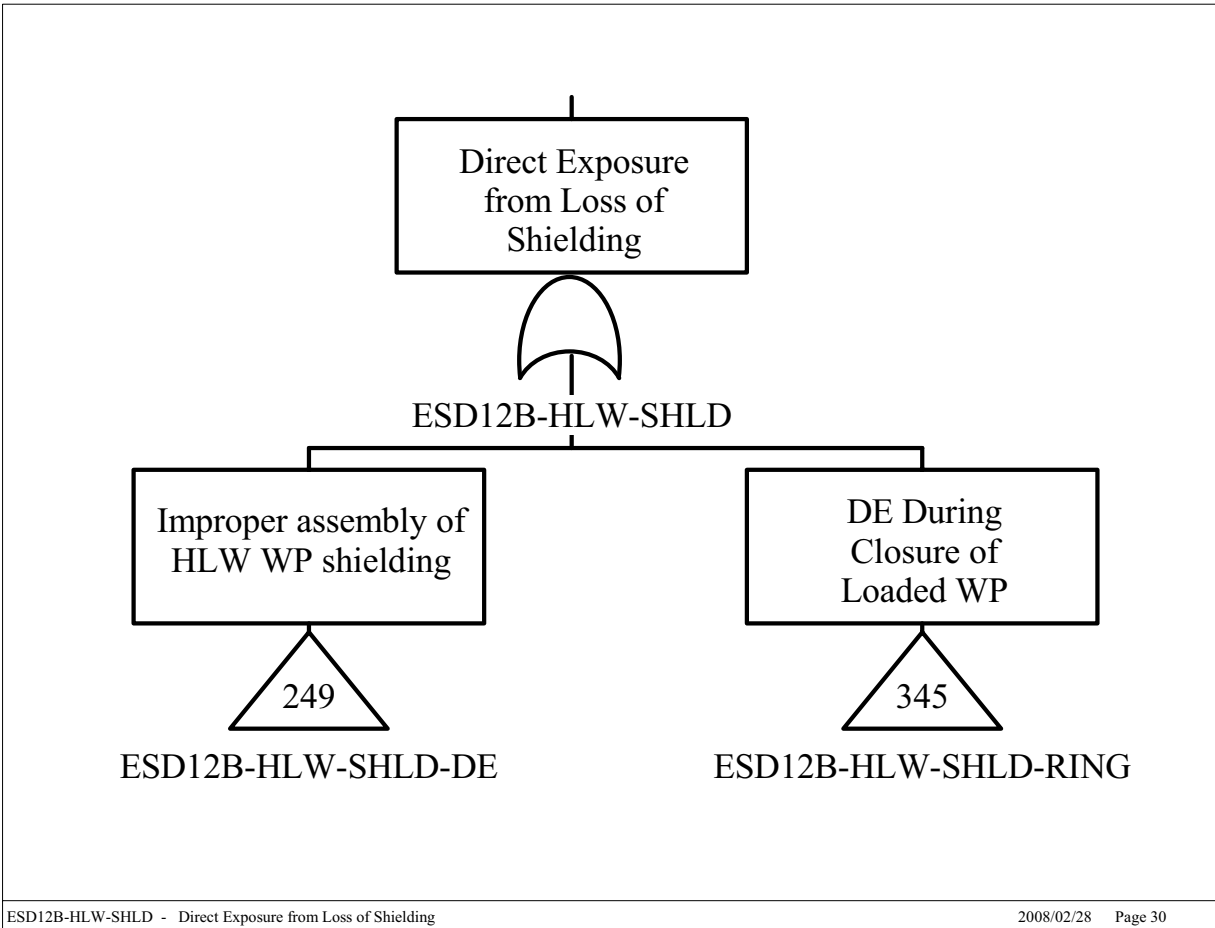 Direct Exposure
from Loss of
Shielding
ESD12B-HLW-SHLD
Improper assembly of
HLW WP shielding
DE During
Closure of
Loaded WP
249
345
ESD12B-HLW-SHLD-DE
ESD12B-HLW-SHLD-RING
ESD12B-HLW-SHLD - Direct Exposure from Loss of Shielding 2008/02/28 Page 30